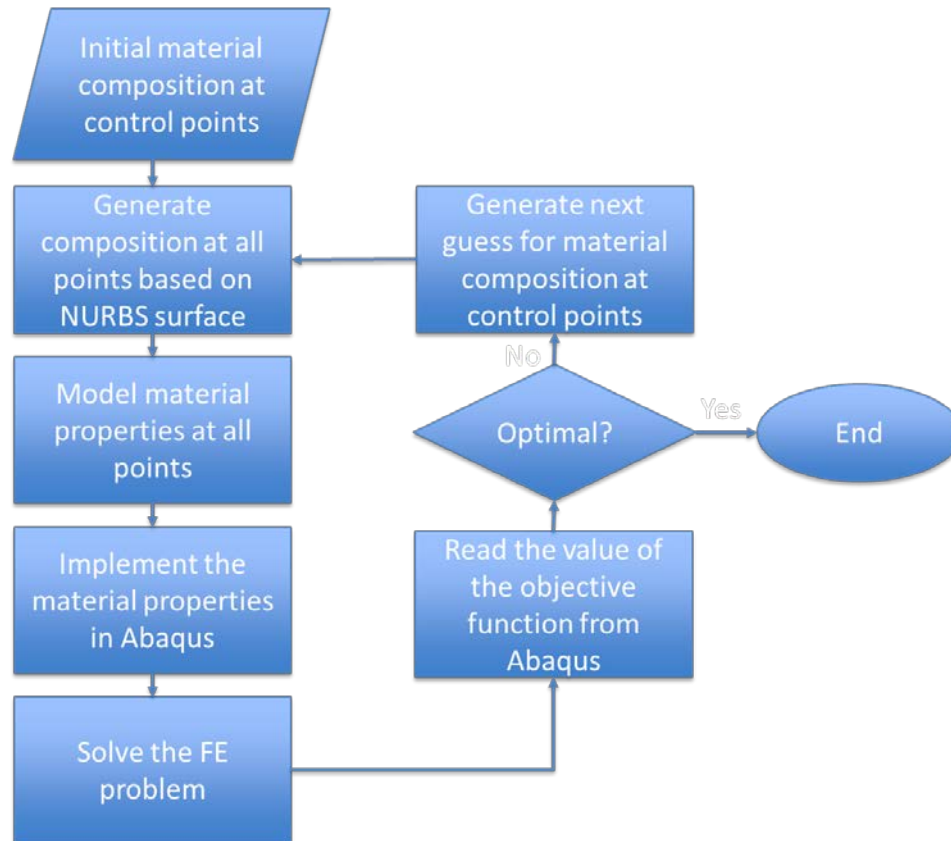 Initial material
composition at
control points
Generate
composition at all
points based on
NURBS surface
Model material
properties at all
points
Implement the
material properties
in Abaqus
Solve the FE
problem
Read the value of
the objective
function from
Abaqus
Optimal?
No
Generate next
guess for material
composition at
control points
Yes
End